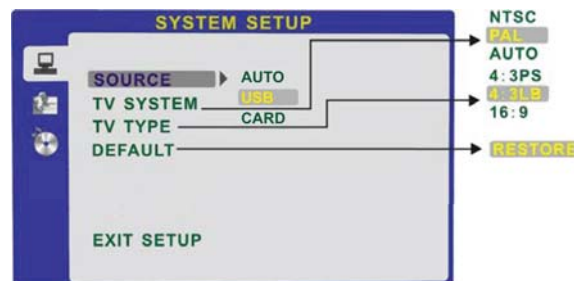 SYSTEM SETUP
SOURCE
TV SYSTEM
TV TYPE
DEFAULT
EXIT SETUP
AUTO
USB
CARD
NTSC
PAL
AUTO
4:3PS
4:3LB
16:9
RESTORE